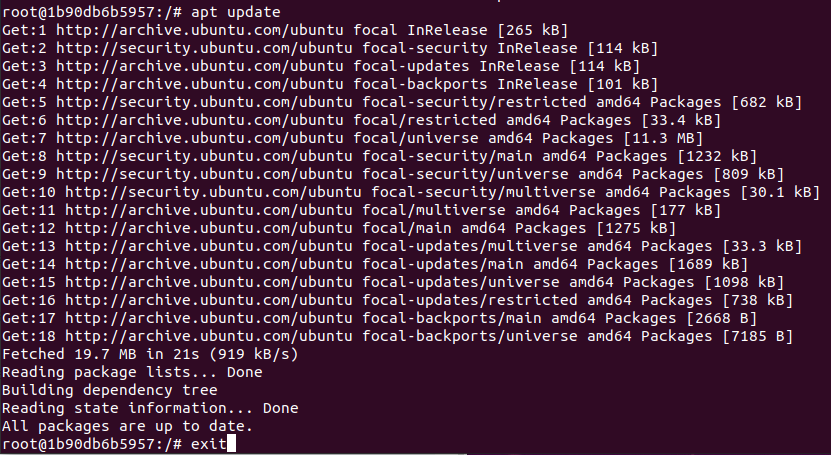 root@1b90db6b5957:/# apt update
Get:1 http://archive.ubuntu.com/ubuntu focal InRelease [265 kB]
Get:2 http://security.ubuntu.com/ubuntu focal-security InRelease [114 kB]
Get:3 http://archive.ubuntu.com/ubuntu focal-updates InRelease [114 kB]
Get:4 http://archive.ubuntu.com/ubuntu focal-backports InRelease [101 kB]
Get:5 http://security.ubuntu.com/ubuntu focal-security/restricted amd64 Packages [682 kB]
Get:6 http://archive.ubuntu.com/ubuntu focal/restricted amd64 Packages [33.4 kB]
Get:7 http://archive.ubuntu.com/ubuntu focal/universe amd64 Packages [11.3 MB]
Get:8 http://security.ubuntu.com/ubuntu focal-security/main amd64 Packages [1232 kB]
Get:9 http://security.ubuntu.com/ubuntu focal-security/universe amd64 Packages [809 kB]
Get:10 http://security.ubuntu.com/ubuntu focal-security/multiverse amd64 Packages [30.1 kB]
Get:11 http://archive.ubuntu.com/ubuntu focal/multiverse amd64 Packages [177 kB]
Get:12 http://archive.ubuntu.com/ubuntu focal/main amd64 Packages [1275 kB]
Get:13 http://archive.ubuntu.com/ubuntu focal-updates/multiverse amd64 Packages [33.3 kB]
Get:14 http://archive.ubuntu.com/ubuntu focal-updates/main amd64 Packages [1689 kB]
Get:15 http://archive.ubuntu.com/ubuntu focal-updates/universe amd64 Packages [1098 kB]
Get:16 http://archive.ubuntu.com/ubuntu focal-updates/restricted amd64 Packages [738 kB]
Get:17 http://archive.ubuntu.com/ubuntu focal-backports/main amd64 Packages [2668 B]
Get:18 http://archive.ubuntu.com/ubuntu focal-backports/universe amd64 Packages [7185 B]
Fetched 19.7 MB in 21s (919 kB/s)
Reading package lists... Done
Building dependency tree
Reading state information... Done
All packages are up to date.
root@1b90db6b5957:/# exit